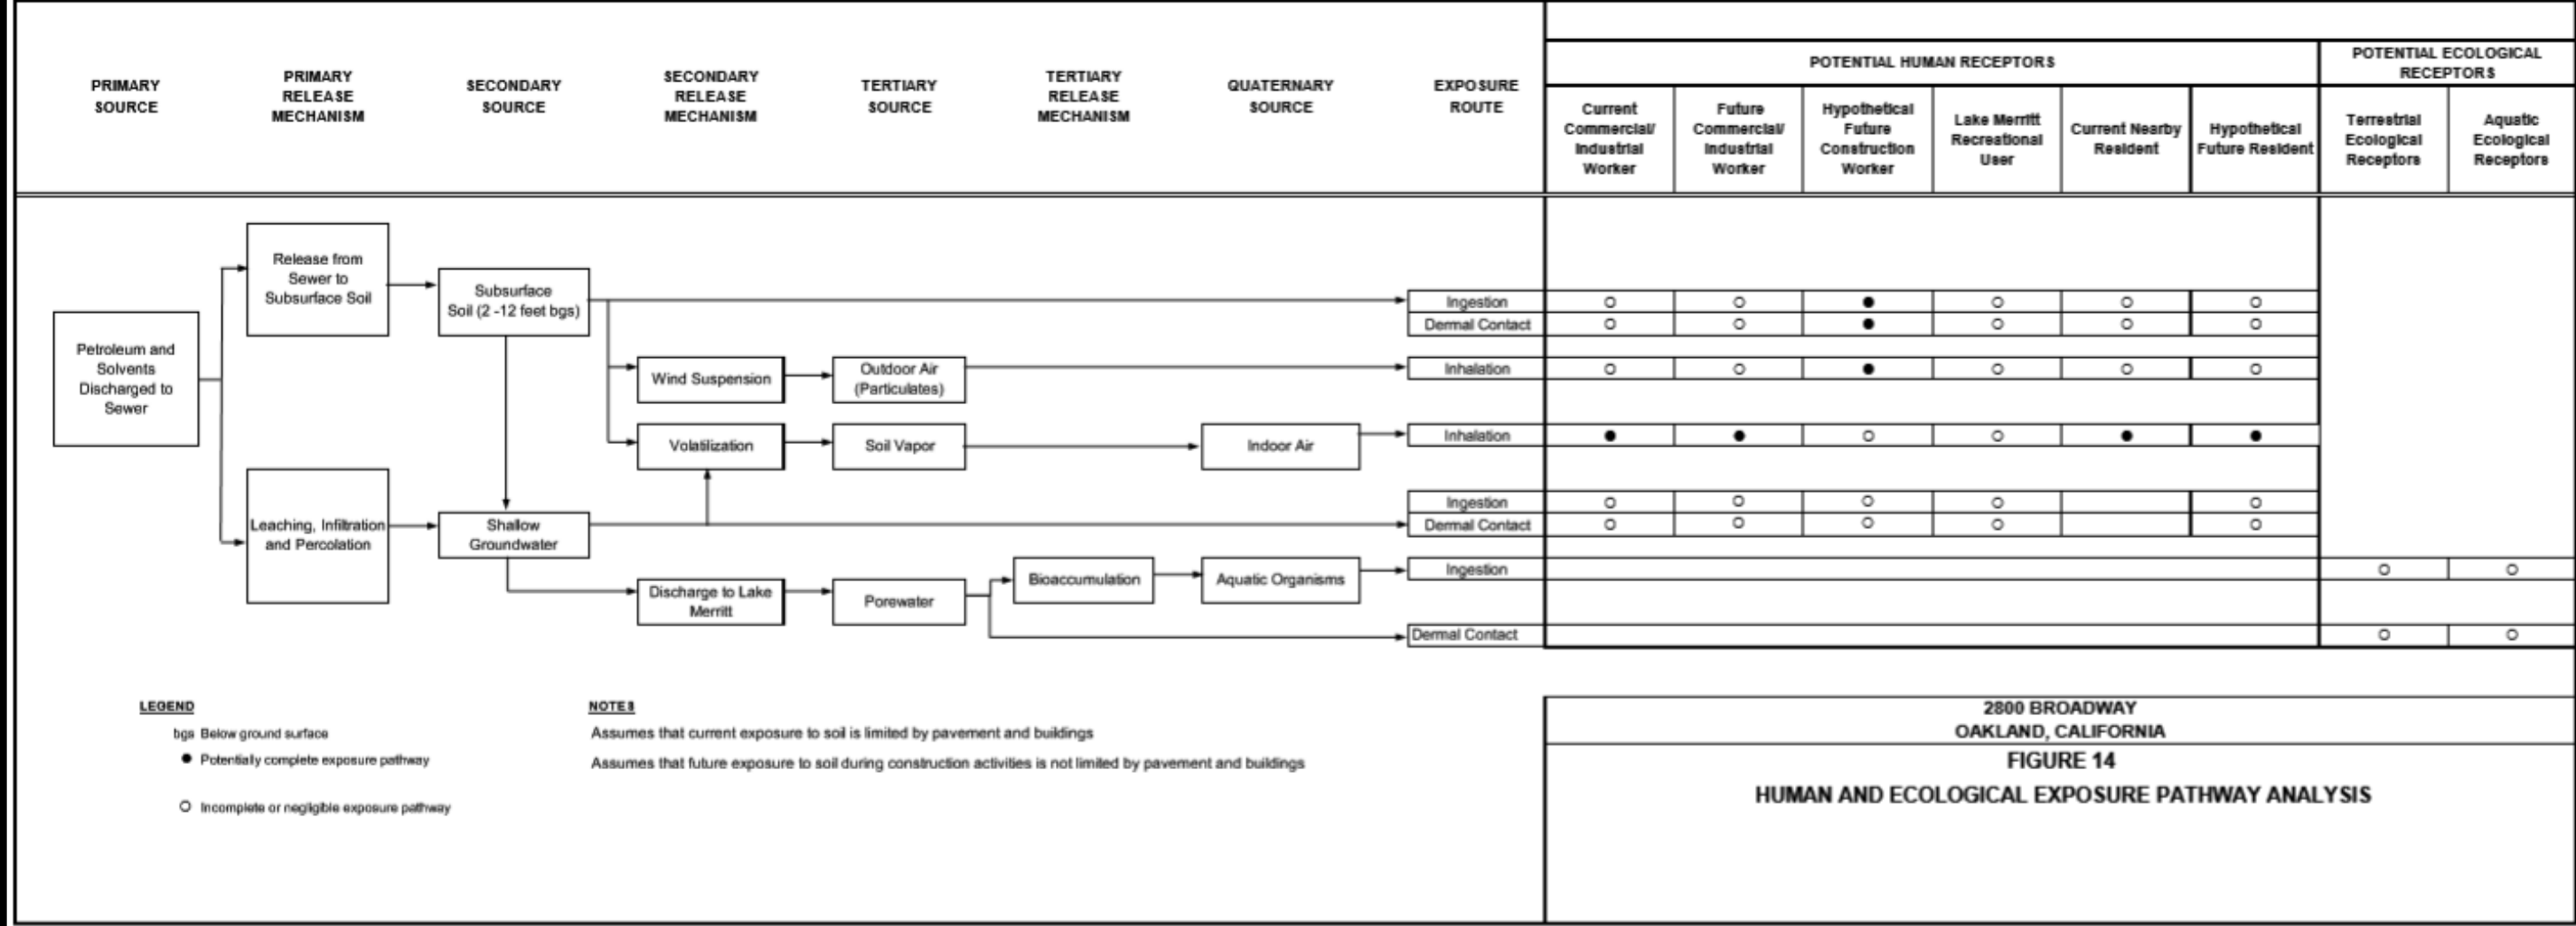 POTENTIAL HUMAN RECEPTORS
POTENTIAL ECOLOGICAL
RECEPTORS
PRIMARY
SOURCE
PRIMARY
RELEASE
MECHANISM
SECONDARY
SOURCE
SECONDARY
RELEASE
MECHANISM
TERTIARY
SOURCE
TERTIARY
RELEASE
MECHANISM
QUATERNARY
SOURCE
EXPOSURE
ROUTE
Current
Commercial/
Industrial
Worker
Future
Commercial/
Industrial
Worker
Hypothetical
Future
Construction
Worker
Lake Merritt
Recreational
User
Current Nearby
Resident
Hypothetical
Future Resident
Terrestrial
Ecological
Receptors
Aquatic
Ecological
Receptors
Petroleum and
Solvents
Discharged to
Sewer
Release from
Sewer to
Subsurface Soil
Subsurface
Soil (2 -12 feet bgs)
Ingestion
Dermal Contact
Wind Suspension
Outdoor Air
(Particulates)
Inhalation
Volatilization
Soil Vapor
Indoor Air
Inhalation
Leaching, Infiltration
and Percolation
Shallow
Groundwater
Ingestion
Dermal Contact
Discharge to Lake
Merritt
Porewater
Bioaccumulation
Aquatic Organisms
Ingestion
Dermal Contact
LEGEND
bgs Below ground surface
● Potentially complete exposure pathway
○ Incomplete or negligible exposure pathway
NOTES
Assumes that current exposure to soil is limited by pavement and buildings
Assumes that future exposure to soil during construction activities is not limited by pavement and buildings
2800 BROADWAY
OAKLAND, CALIFORNIA
FIGURE 14
HUMAN AND ECOLOGICAL EXPOSURE PATHWAY ANALYSIS